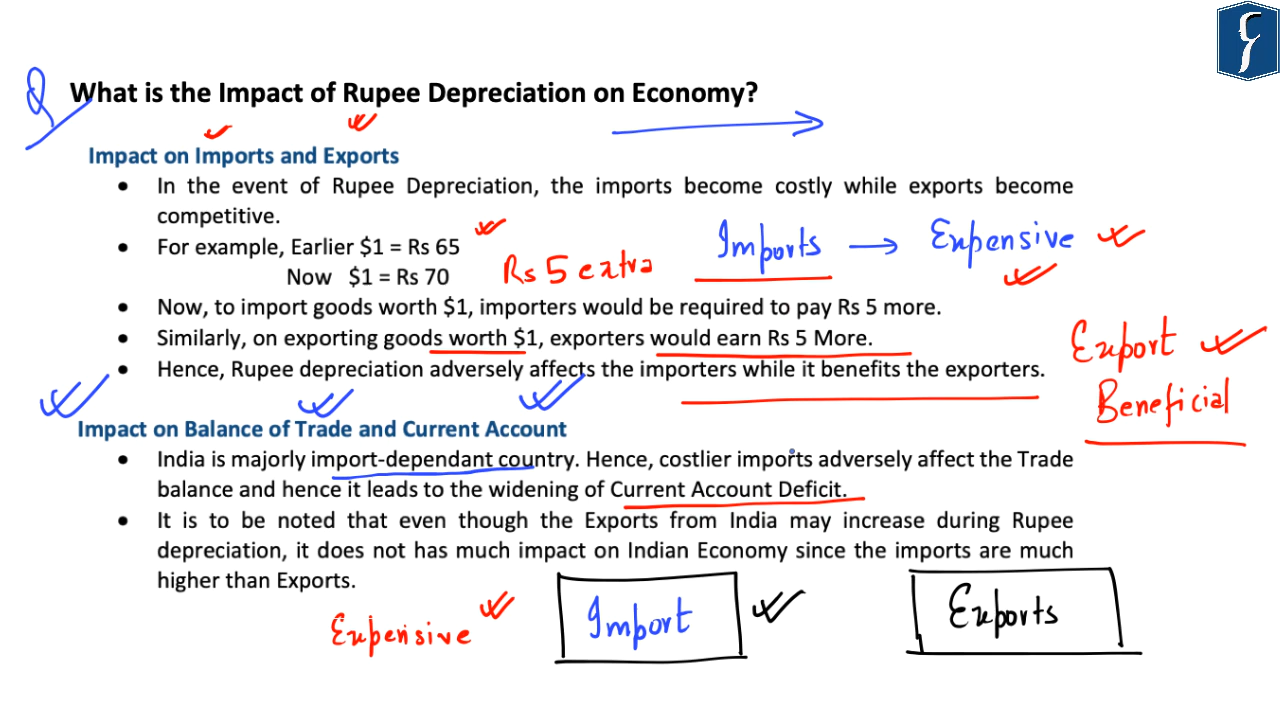 Q What is the Impact of Rupee Depreciation on Economy?
Impact on Imports and Exports
• In the event of Rupee Depreciation, the imports become costly while exports become
competitive.
• For example, Earlier $1 = Rs 65
Now $1 = Rs 70
Rs 5 extra
Imports → Expensive
• Now, to import goods worth $1, importers would be required to pay Rs 5 more.
• Similarly, on exporting goods worth $1, exporters would earn Rs 5 More.
• Hence, Rupee depreciation adversely affects the importers while it benefits the exporters.
Export
Beneficial
Impact on Balance of Trade and Current Account
• India is majorly import-dependant country. Hence, costlier imports adversely affect the Trade
balance and hence it leads to the widening of Current Account Deficit.
• It is to be noted that even though the Exports from India may increase during Rupee
depreciation, it does not has much impact on Indian Economy since the imports are much
higher than Exports.
Expensive Import Exports